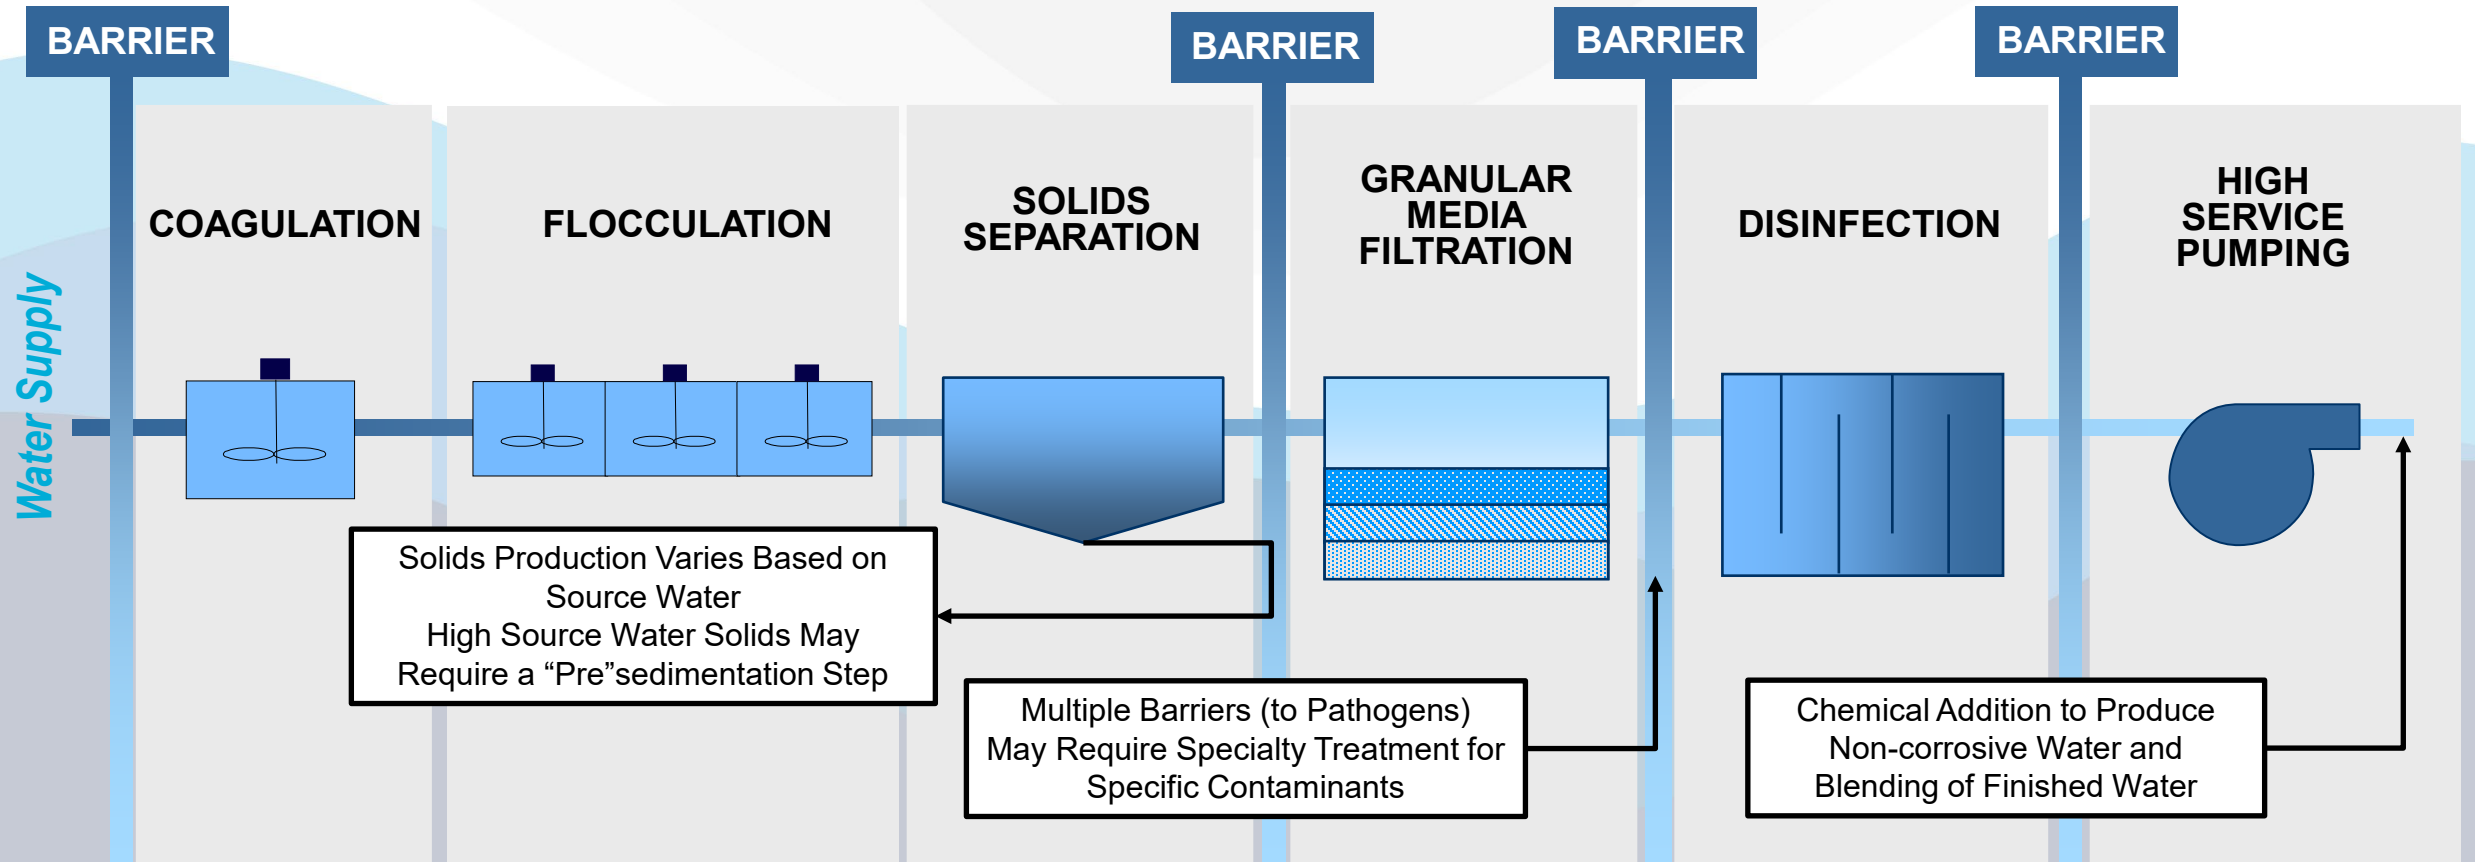 BARRIER
BARRIER
BARRIER
BARRIER
Water Supply
COAGULATION
FLOCCULATION
SOLIDS
SEPARATION
GRANULAR
MEDIA
FILTRATION
DISINFECTION
HIGH
SERVICE
PUMPING
Solids Production Varies Based on
Source Water
High Source Water Solids May
Require a “Pre”sedimentation Step
Multiple Barriers (to Pathogens)
May Require Specialty Treatment for
Specific Contaminants
Chemical Addition to Produce
Non-corrosive Water and
Blending of Finished Water